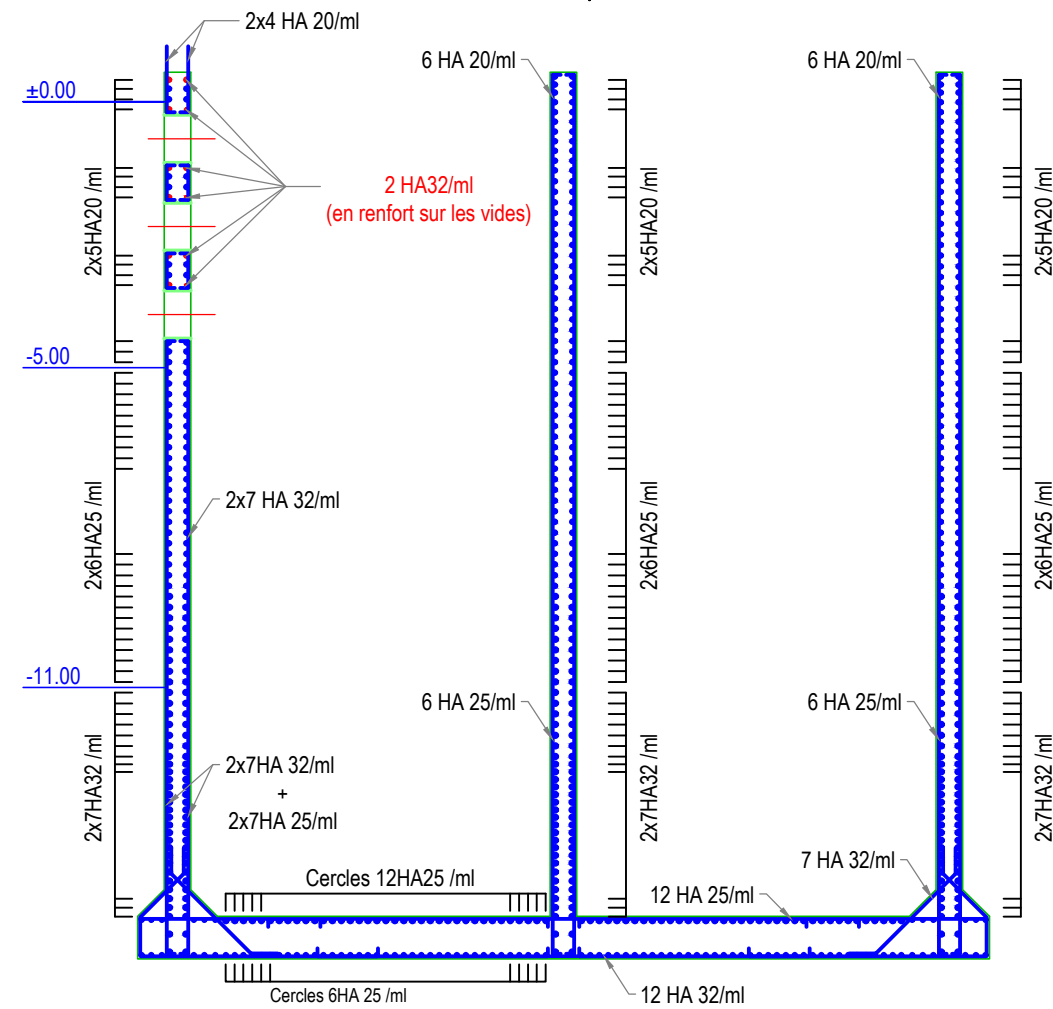 2x4 HA 20/ml
6 HA 20/ml
6 HA 20/ml
±0.00
2 HA32/ml
(en renfort sur les vides)
2x5HA20 /ml
2x5HA20 /ml
2x5HA20 /ml
-5.00
2x7 HA 32/ml
2x6HA25 /ml
2x6HA25 /ml
2x6HA25 /ml
-11.00
6 HA 25/ml
6 HA 25/ml
2x7HA32 /ml
2x7HA32 /ml
2x7HA32 /ml
2x7HA 32/ml
+
2x7HA 25/ml
7 HA 32/ml
Cercles 12HA25 /ml
12 HA 25/ml
Cercles 6HA 25 /ml
12 HA 32/ml